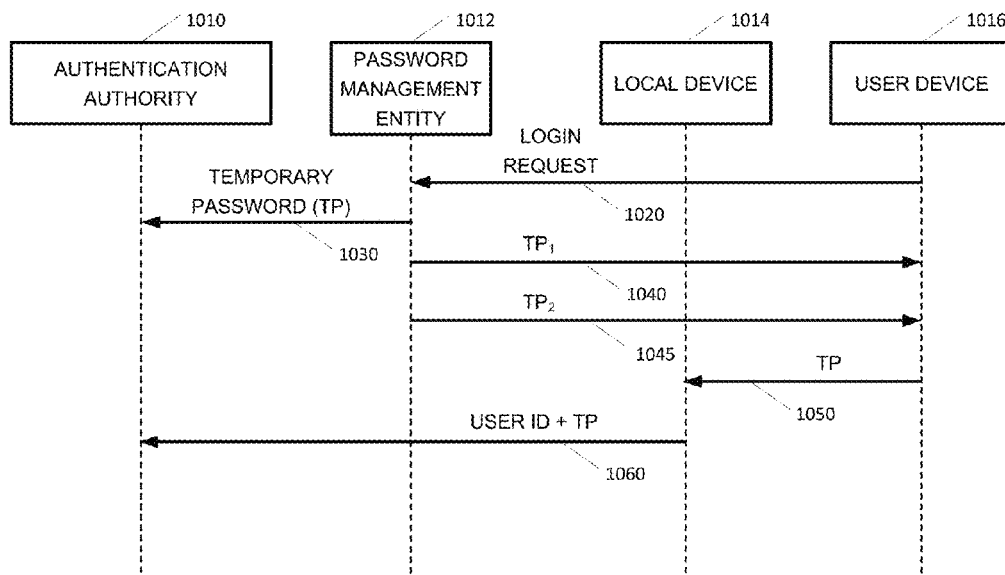 1010
1012
1014
1016
AUTHENTICATION
AUTHORITY
PASSWORD
MANAGEMENT
ENTITY
LOCAL DEVICE
USER DEVICE
LOGIN
REQUEST
1020
TEMPORARY
PASSWORD (TP)
1030
TP₁
1040
TP₂
1045
TP
1050
USER ID + TP
1060